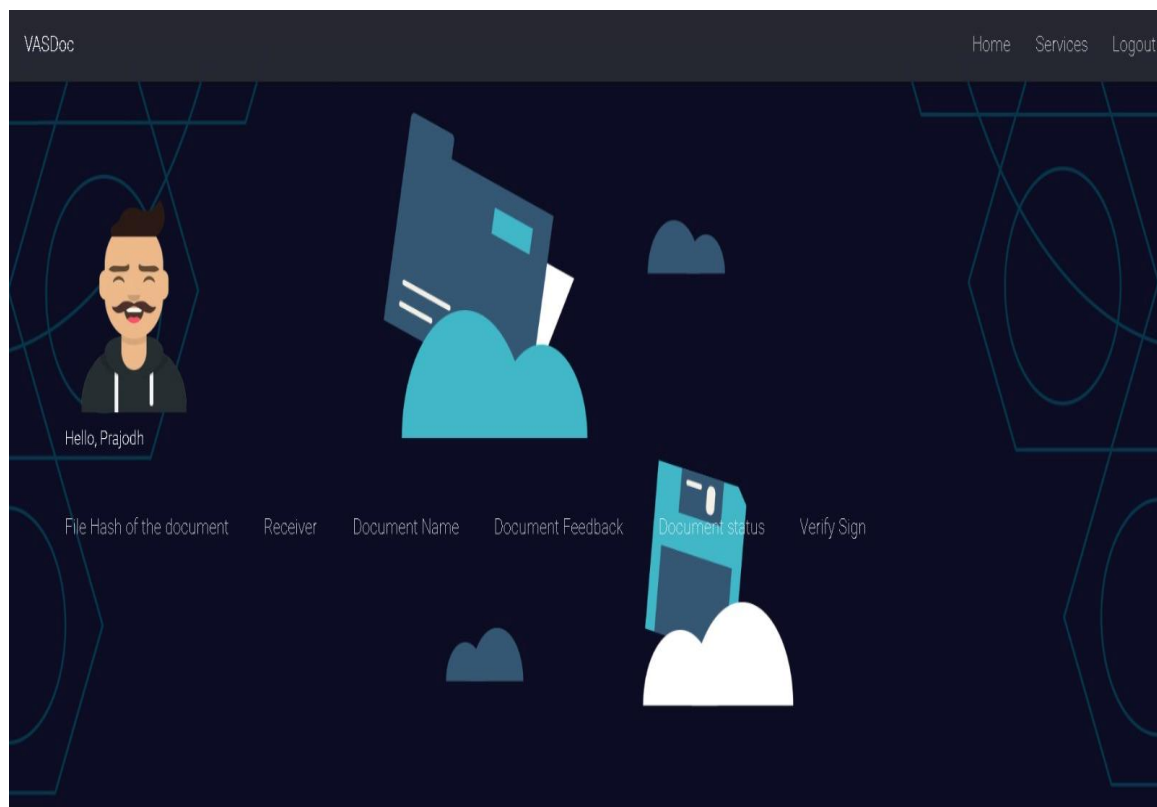 VASDoc Home Services Logout
Hello, Prajodh
File Hash of the document Receiver Document Name Document Feedback Document status Verify Sign